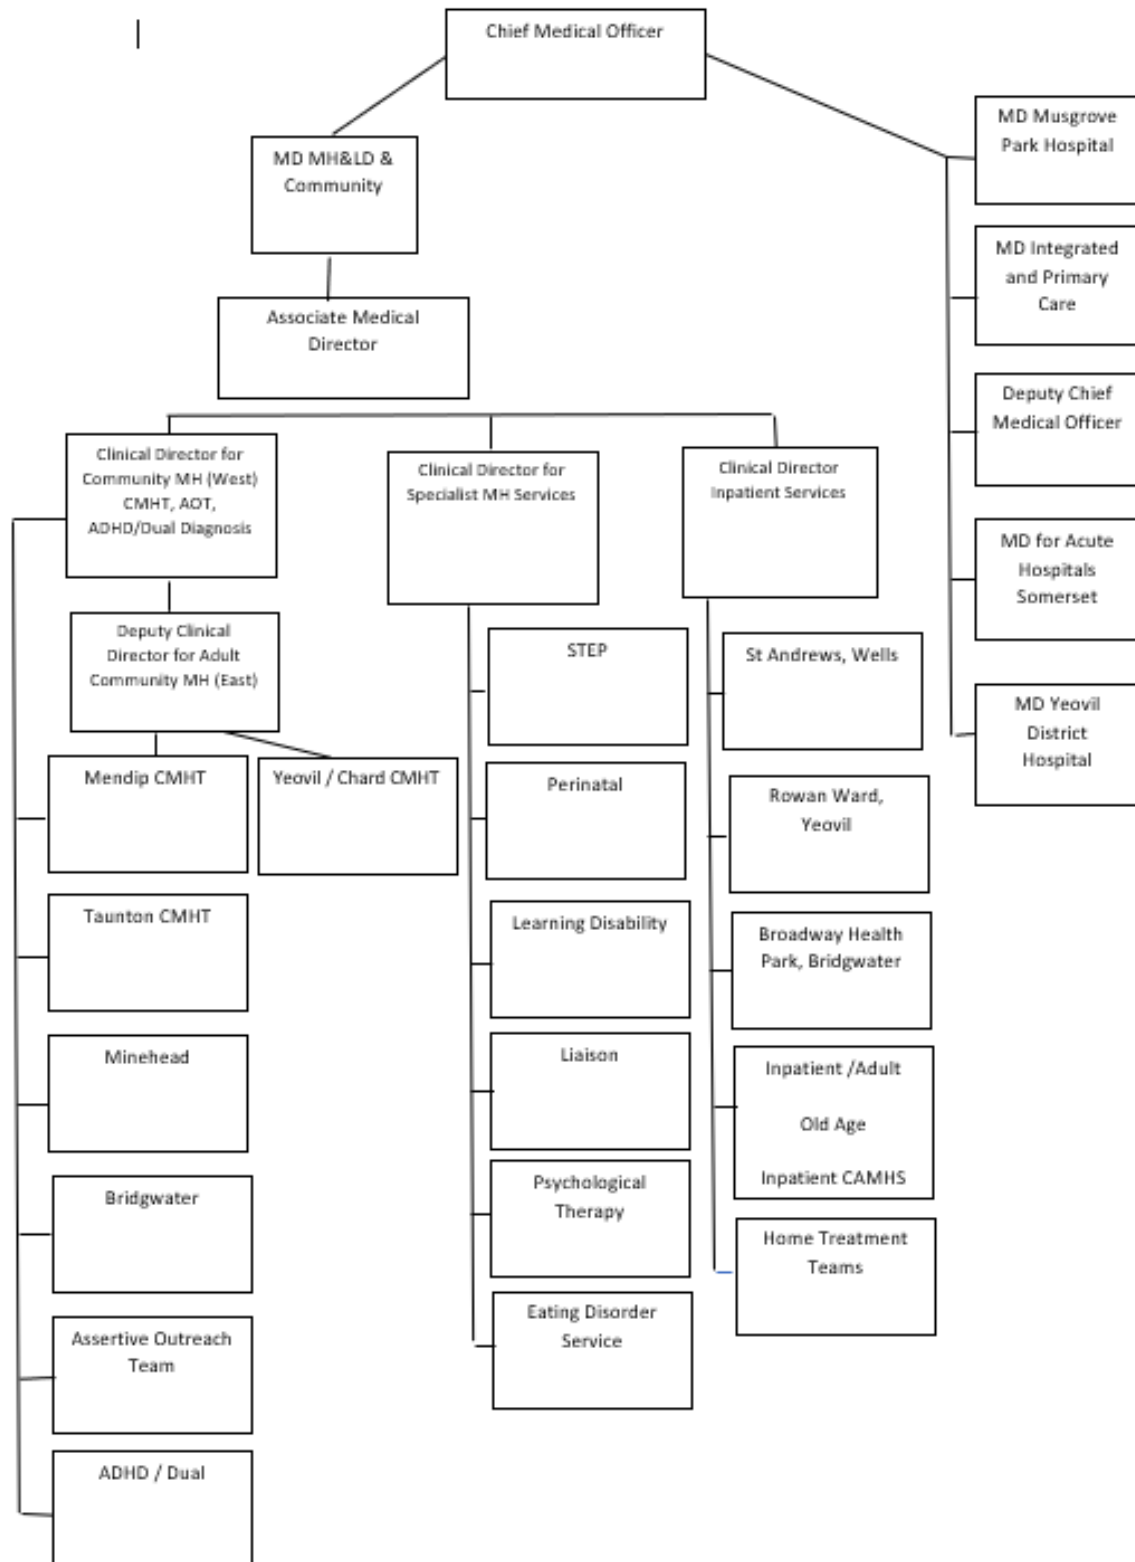 Chief Medical Officer
MD MH&LD &
Community
Associate Medical
Director
MD Musgrove
Park Hospital
MD Integrated
and Primary
Care
Deputy Chief
Medical Officer
MD for Acute
Hospitals
Somerset
MD Yeovil
District
Hospital
Clinical Director for
Community MH (West)
CMHT, AOT,
ADHD/Dual Diagnosis
Deputy Clinical
Director for Adult
Community MH (East)
Mendip CMHT
Yeovil / Chard CMHT
Taunton CMHT
Minehead
Bridgwater
Assertive Outreach
Team
ADHD / Dual
Clinical Director for
Specialist MH Services
STEP
Perinatal
Learning Disability
Liaison
Psychological
Therapy
Eating Disorder
Service
Clinical Director
Inpatient Services
St Andrews, Wells
Rowan Ward,
Yeovil
Broadway Health
Park, Bridgwater
Inpatient /Adult
Old Age
Inpatient CAMHS
Home Treatment
Teams